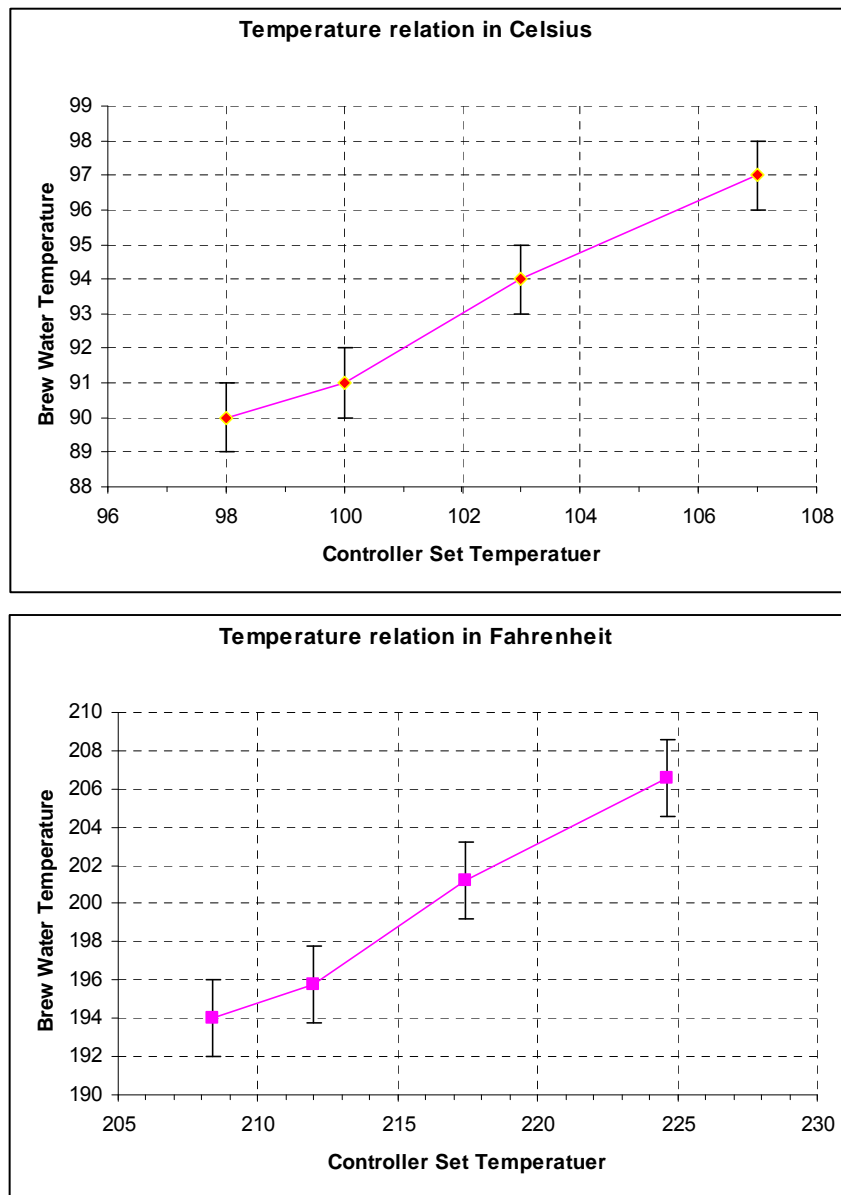 Temperature relation in Celsius
99
98
97
96
95
94
93
92
91
90
89
88
Brew Water Temperature
96 98 100 102 104 106 108
Controller Set Temperatuer
Temperature relation in Fahrenheit
210
208
206
204
202
200
198
196
194
192
190
Brew Water Temperature
205 210 215 220 225 230
Controller Set Temperatuer